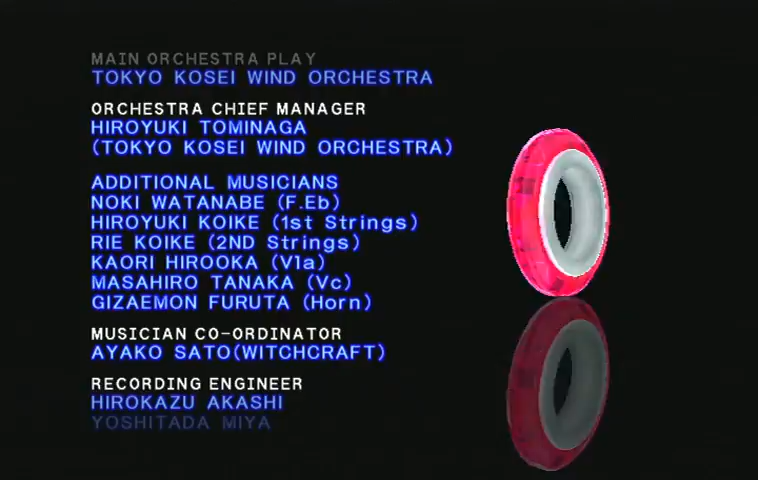 MAIN ORCHESTRA PLAY
TOKYO KOSEI WIND ORCHESTRA
ORCHESTRA CHIEF MANAGER
HIROYUKI TOMINAGA
(TOKYO KOSEI WIND ORCHESTRA)
ADDITIONAL MUSICIANS
NOKI WATANABE (F.Eb)
HIROYUKI KOIKE (1st Strings)
RIE KOIKE (2ND Strings)
KAORI HIROOKA (Vla)
MASAHIRO TANAKA (Vc)
GIZAEMON FURUTA (Horn)
MUSICIAN CO-ORDINATOR
AYAKO SATO(WITCHCRAFT)
RECORDING ENGINEER
HIROKAZU AKASHI
YOSHITADA MIYA